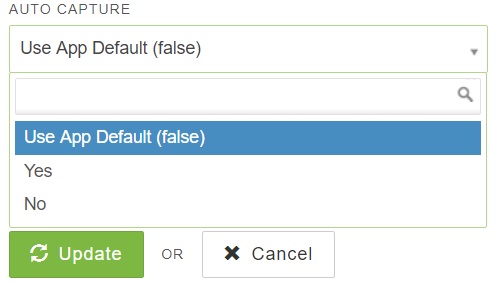 AUTO CAPTURE
Use App Default (false)
Use App Default (false)
Yes
No
Update OR Cancel